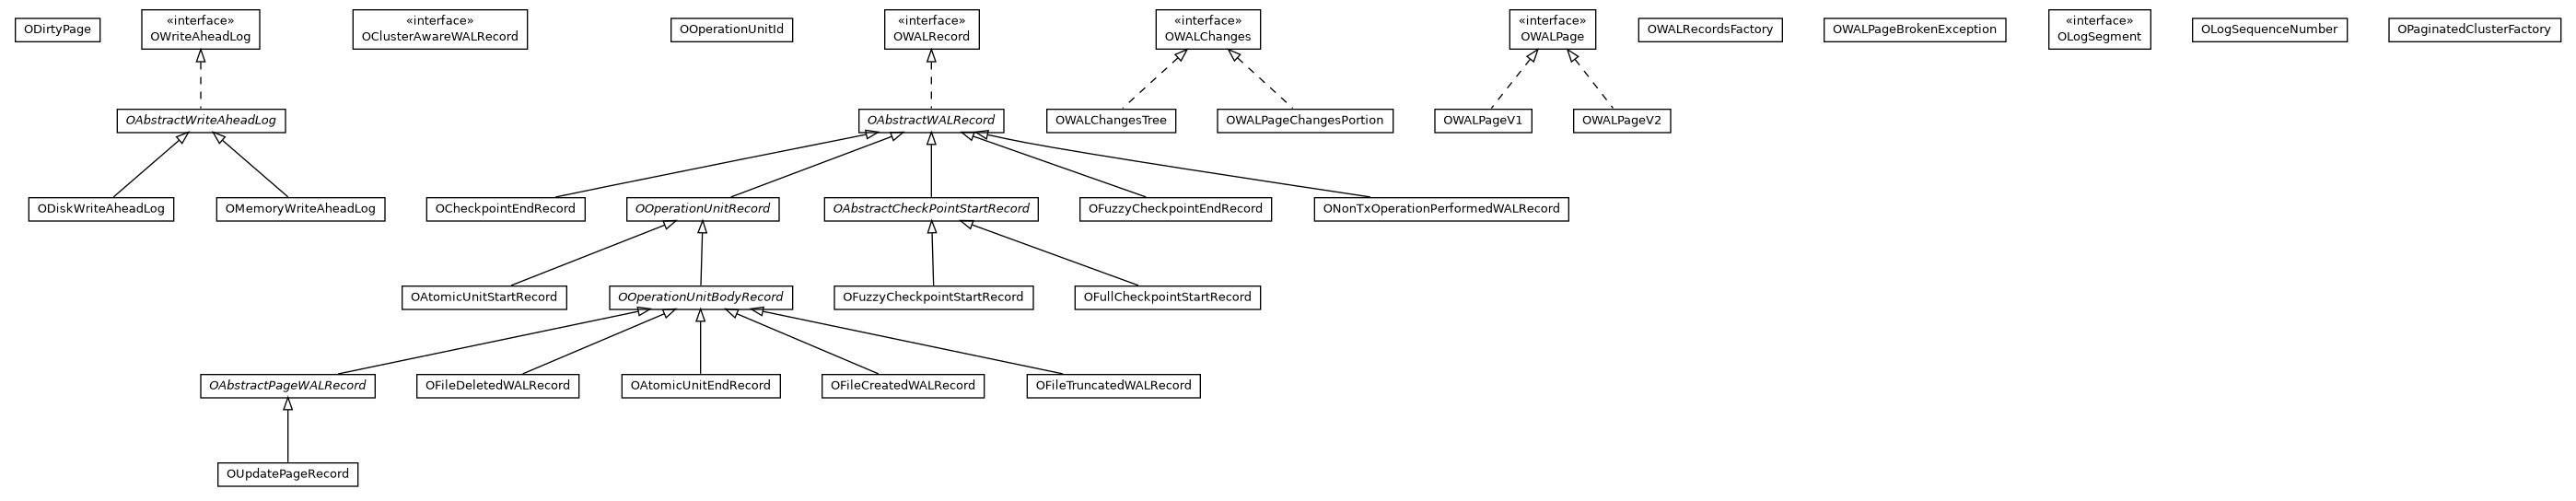 ODirtyPage
«interface»
OWriteAheadLog
«interface»
OClusterAwareWALRecord
OOperationUnitId
«interface»
OWALRecord
«interface»
OWALChanges
«interface»
OWALPage
OWALRecordsFactory
OWALPageBrokenException
«interface»
OLogSegment
OLogSequenceNumber
OPaginatedClusterFactory
OAbstractWriteAheadLog
OAbstractWALRecord
OWALChangesTree
OWALPageChangesPortion
OWALPageV1
OWALPageV2
ODiskWriteAheadLog
OMemoryWriteAheadLog
OCheckpointEndRecord
OOperationUnitRecord
OAbstractCheckPointStartRecord
OFuzzyCheckpointEndRecord
ONonTxOperationPerformedWALRecord
OAtomicUnitStartRecord
OOperationUnitBodyRecord
OFuzzyCheckpointStartRecord
OFullCheckpointStartRecord
OAbstractPageWALRecord
OFileDeletedWALRecord
OAtomicUnitEndRecord
OFileCreatedWALRecord
OFileTruncatedWALRecord
OUpdatePageRecord